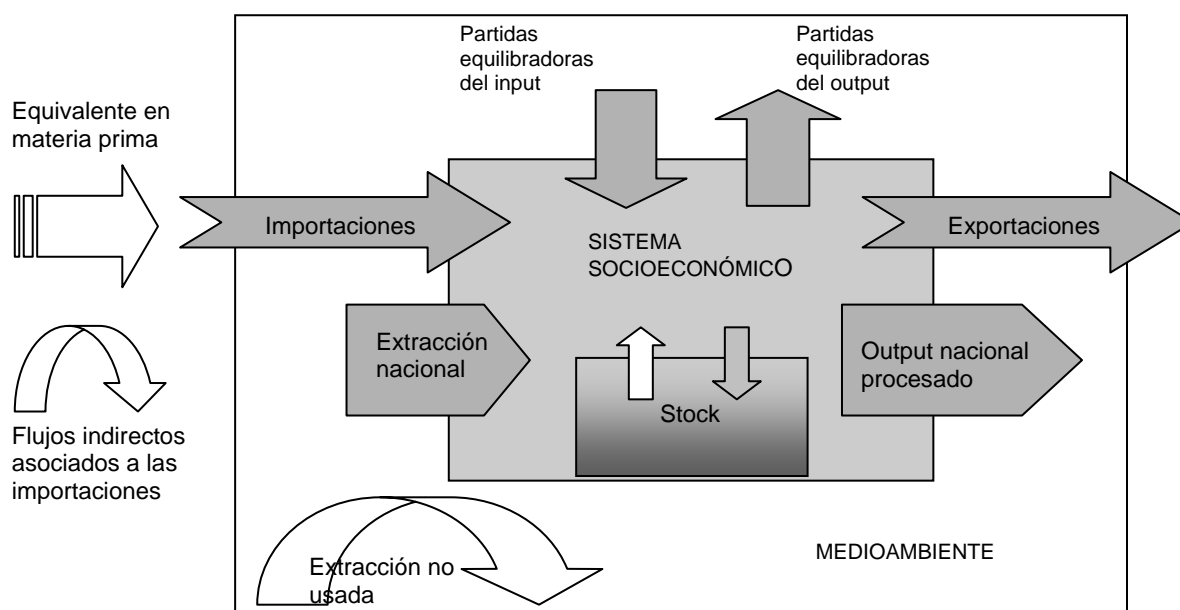 Partidas
equilibradoras
del input
Partidas
equilibradoras
del output
Equivalente en
materia prima
Importaciones
Exportaciones
SISTEMA
SOCIOECONÓMICO
Extracción
nacional
Output nacional
procesado
Stock
Flujos indirectos
asociados a las
importaciones
MEDIOAMBIENTE
Extracción no
usada